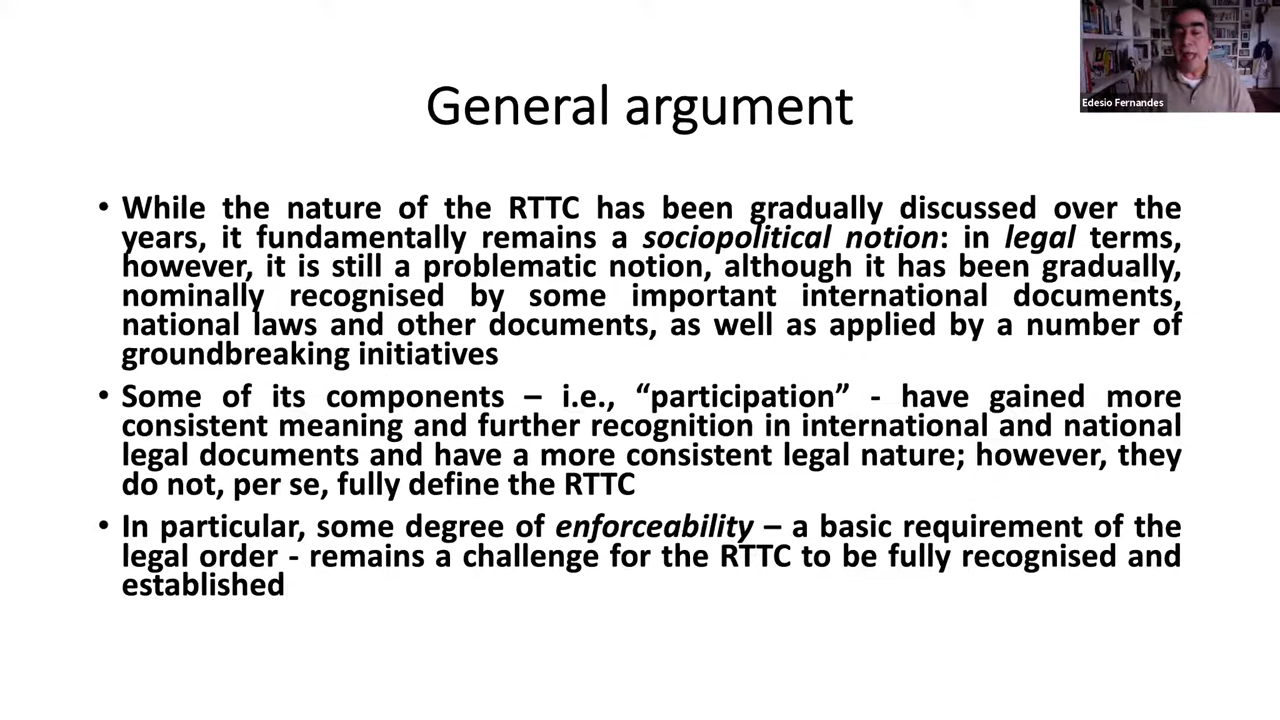 Edesio Fernandes
General argument
• While the nature of the RTTC has been gradually discussed over the
years, it fundamentally remains a sociopolitical notion: in legal terms,
however, it is still a problematic notion, although it has been gradually,
nominally recognised by some important international documents,
national laws and other documents, as well as applied by a number of
groundbreaking initiatives
• Some of its components – i.e., “participation” - have gained more
consistent meaning and further recognition in international and national
legal documents and have a more consistent legal nature; however, they
do not, per se, fully define the RTTC
• In particular, some degree of enforceability – a basic requirement of the
legal order - remains a challenge for the RTTC to be fully recognised and
established